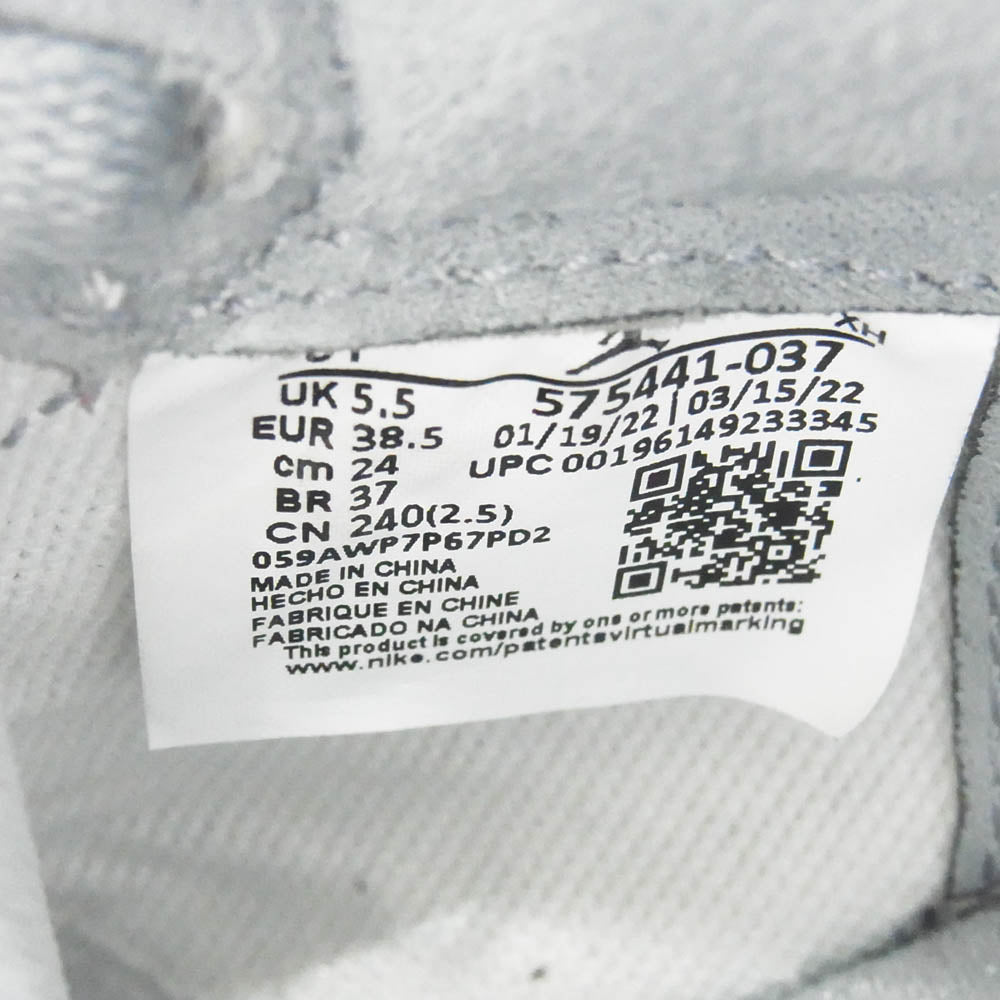 XH
UK 5.5
575441-037
EUR 38.5
01/19/22 | 03/15/22
cm 24
UPC 00196149233345
BR 37
CN 240(2.5)
059AWP7P67PD2
MADE IN CHINA
HECHO EN CHINA
FABRIQUE EN CHINE
FABRICADO NA CHINA
This product is covered by one or more patents:
www.nike.com/patentsvirtualmarking